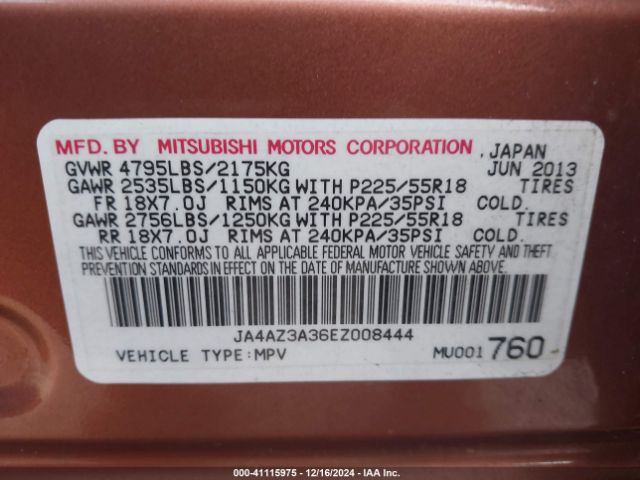 MFD. BY MITSUBISHI MOTORS CORPORATION , JAPAN
GVWR 4795LBS/2175KG JUN 2013
GAWR 2535LBS/1150KG WITH P225/55R18 TIRES
FR 18X7.0J RIMS AT 240KPA/35PSI COLD.
GAWR 2756LBS/1250KG WITH P225/55R18 TIRES
RR 18X7.0J RIMS AT 240KPA/35PSI COLD.
THIS VEHICLE CONFORMS TO ALL APPLICABLE FEDERAL MOTOR VEHICLE SAFETY AND THEFT
PREVENTION STANDARDS IN EFFECT ON THE DATE OF MANUFACTURE SHOWN ABOVE.
JA4AZ3A36EZ008444
VEHICLE TYPE:MPV MU001 760
000-41115975 - 12/16/2024 - IAA Inc.